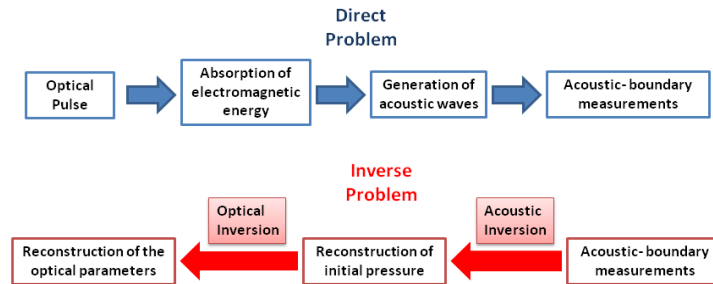 Direct
Problem
Optical
Pulse
Absorption of
electromagnetic
energy
Generation of
acoustic waves
Acoustic- boundary
measurements
Inverse
Problem
Optical
Inversion
Acoustic
Inversion
Reconstruction of the
optical parameters
Reconstruction of
initial pressure
Acoustic- boundary
measurements